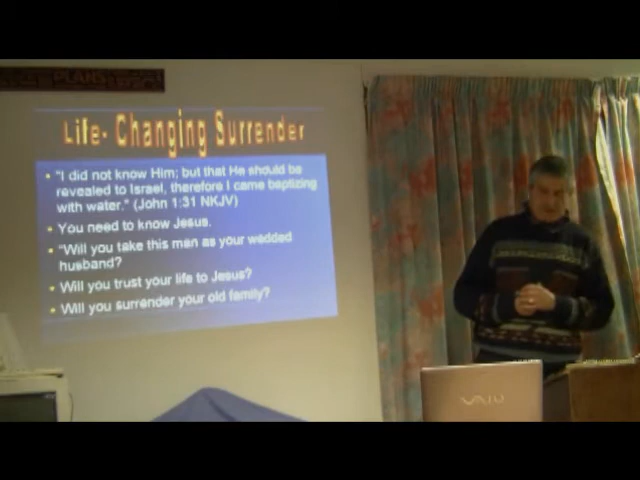 PLANS
Life- Changing Surrender
• "I did not know Him; but that He should be
revealed to Israel, therefore I came baptizing
with water." (John 1:31 NKJV)
• You need to know Jesus.
• "Will you take this man as your wedded
husband?
• Will you trust your life to Jesus?
• Will you surrender your old family?
VAIO